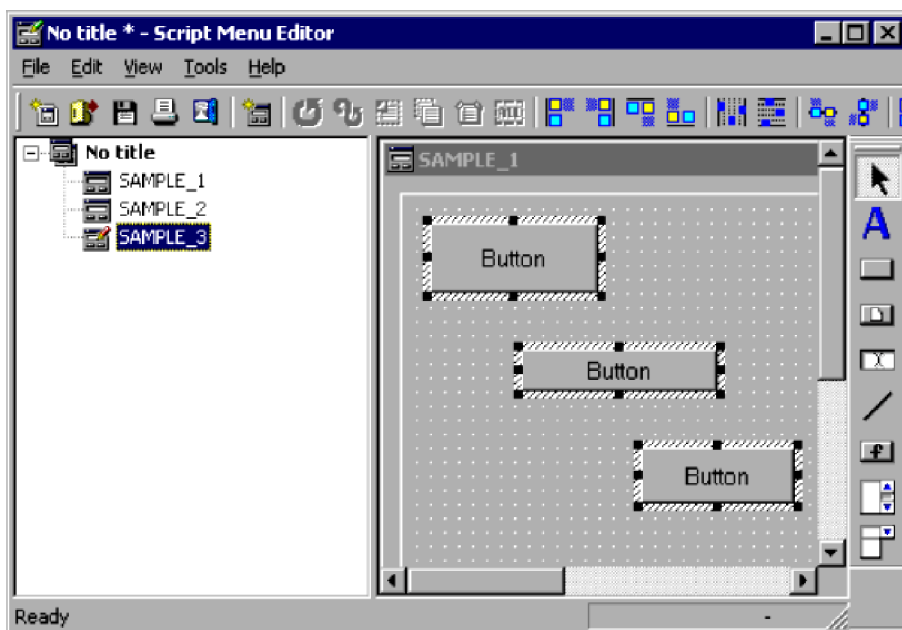 No title * - Script Menu Editor
File Edit View Tools Help
No title
SAMPLE_1
SAMPLE_2
SAMPLE_3
SAMPLE_1
Button
Button
Button
A
f
Ready
-